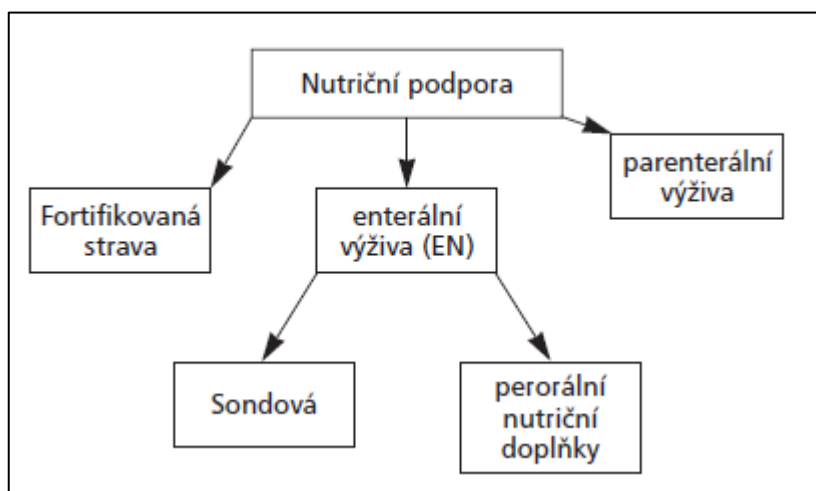 Nutriční podpora
parenterální
výživa
Fortifikovaná
strava
enterální
výživa (EN)
Sondová
perorální
nutriční
doplňky